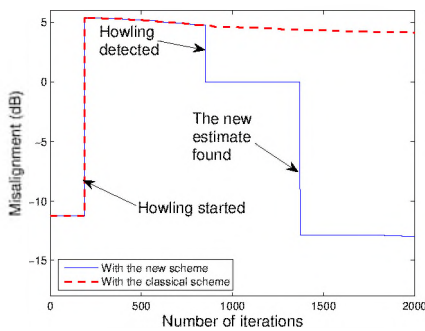 5
0
-5
-10
-15
Misalignment (dB)
Howling
detected
The new
estimate
found
Howling started
With the new scheme
With the classical scheme
0
500
1000
1500
2000
Number of iterations